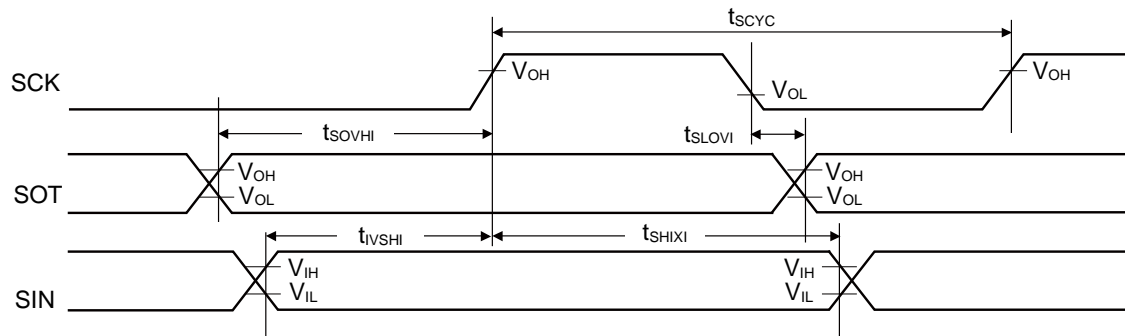 tSCYC
SCK
VOH
VOL
VOH
tSOVHI
tSLOVI
SOT
VOH
VOL
VOH
VOL
tIVSHI
tSHIXI
SIN
VIH
VIL
VIH
VIL